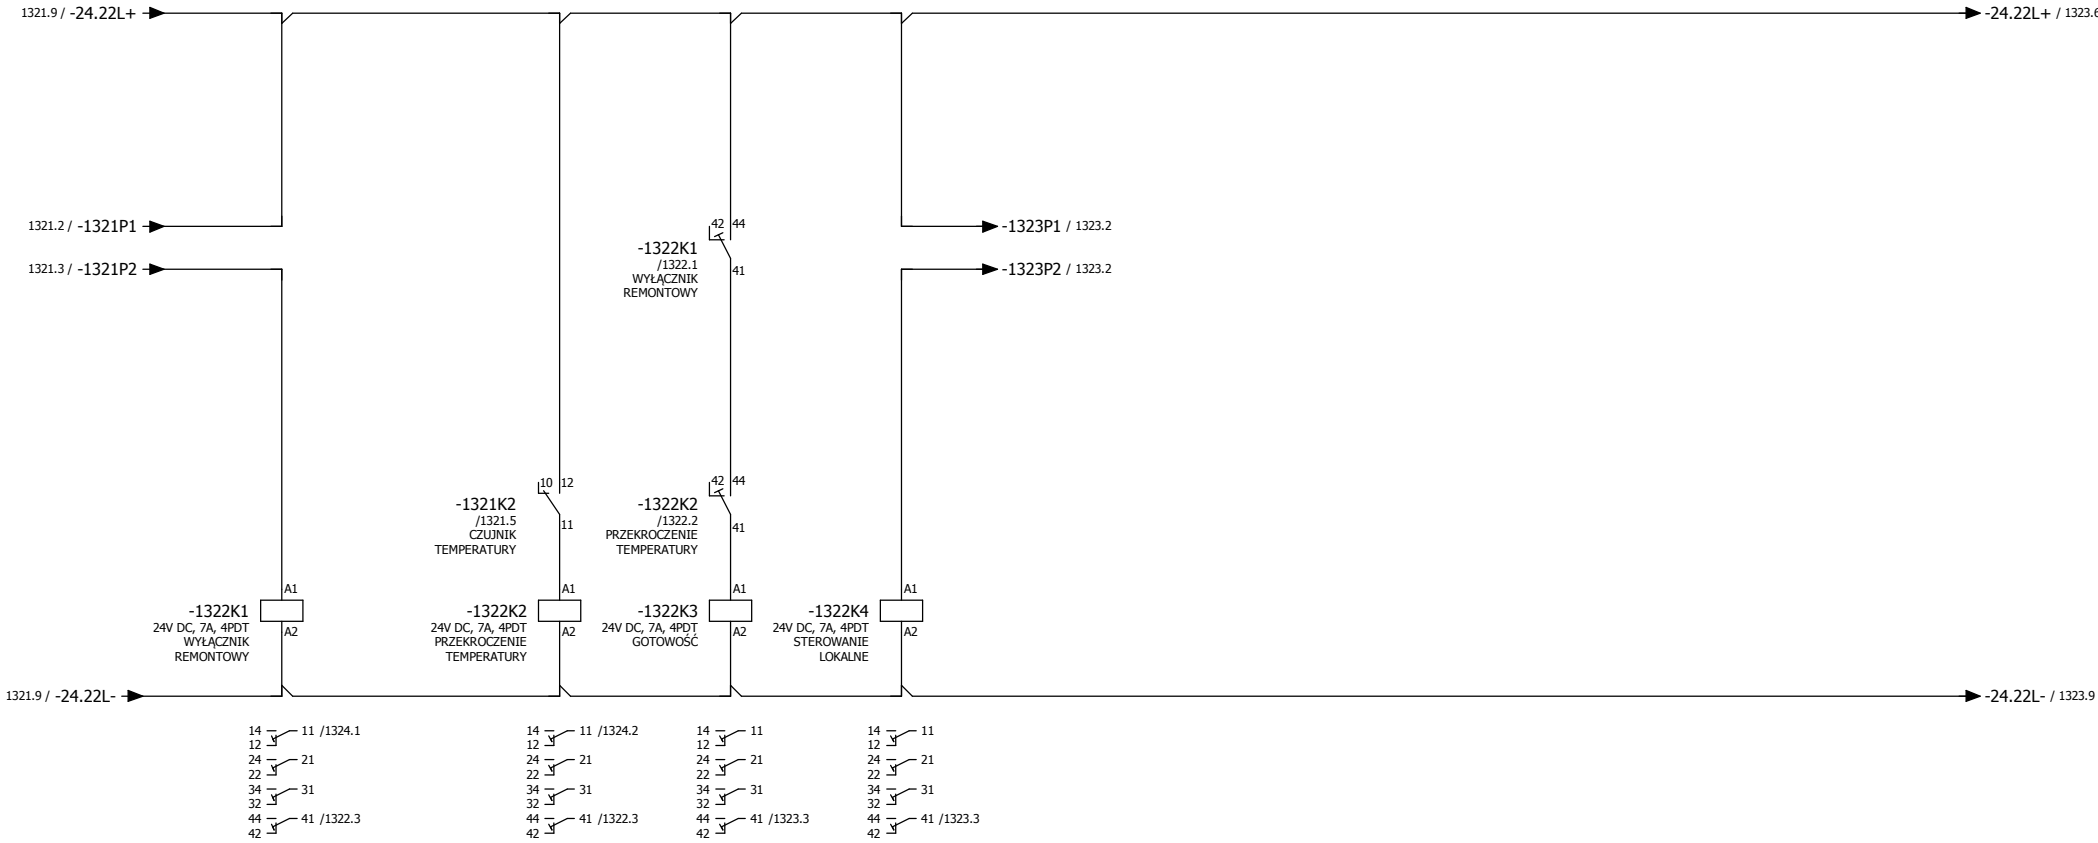 1321.9 / -24.22L+
-24.22L+ / 1323.6
1321.2 / -1321P1
-1323P1 / 1323.2
1321.3 / -1321P2
-1323P2 / 1323.2
42 44
-1322K1
/1322.1
WYŁĄCZNIK
REMONTOWY
41
10 12
-1321K2
/1321.5
CZUJNIK
TEMPERATURY
11
42 44
-1322K2
/1322.2
PRZEKROCZENIE
TEMPERATURY
41
A1
-1322K1
24V DC, 7A, 4PDT
WYŁĄCZNIK
REMONTOWY
A2
A1
-1322K2
24V DC, 7A, 4PDT
PRZEKROCZENIE
TEMPERATURY
A2
A1
-1322K3
24V DC, 7A, 4PDT
GOTOWOŚĆ
A2
A1
-1322K4
24V DC, 7A, 4PDT
STEROWANIE
LOKALNE
A2
1321.9 / -24.22L-
-24.22L- / 1323.9
14 11 /1324.1
12
24 21
22
34 31
32
44 41 /1322.3
42
14 11 /1324.2
12
24 21
22
34 31
32
44 41 /1322.3
42
14 11
12
24 21
22
34 31
32
44 41 /1323.3
42
14 11
12
24 21
22
34 31
32
44 41 /1323.3
42